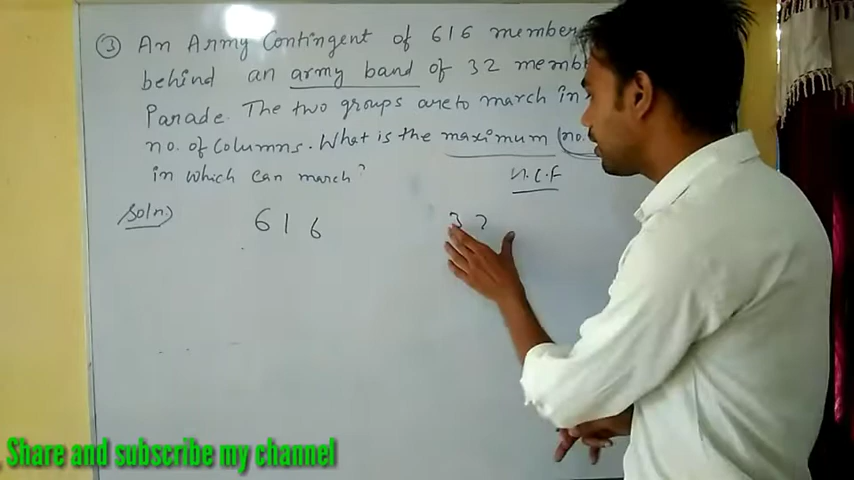 ③ An Army Contingent of 616 member
behind an army band of 32 memb
Parade. The two groups are to march in
no. of Columns. What is the maximum (no.
in which can march?
H.C.F
Soln)
616 32
Share and subscribe my channel